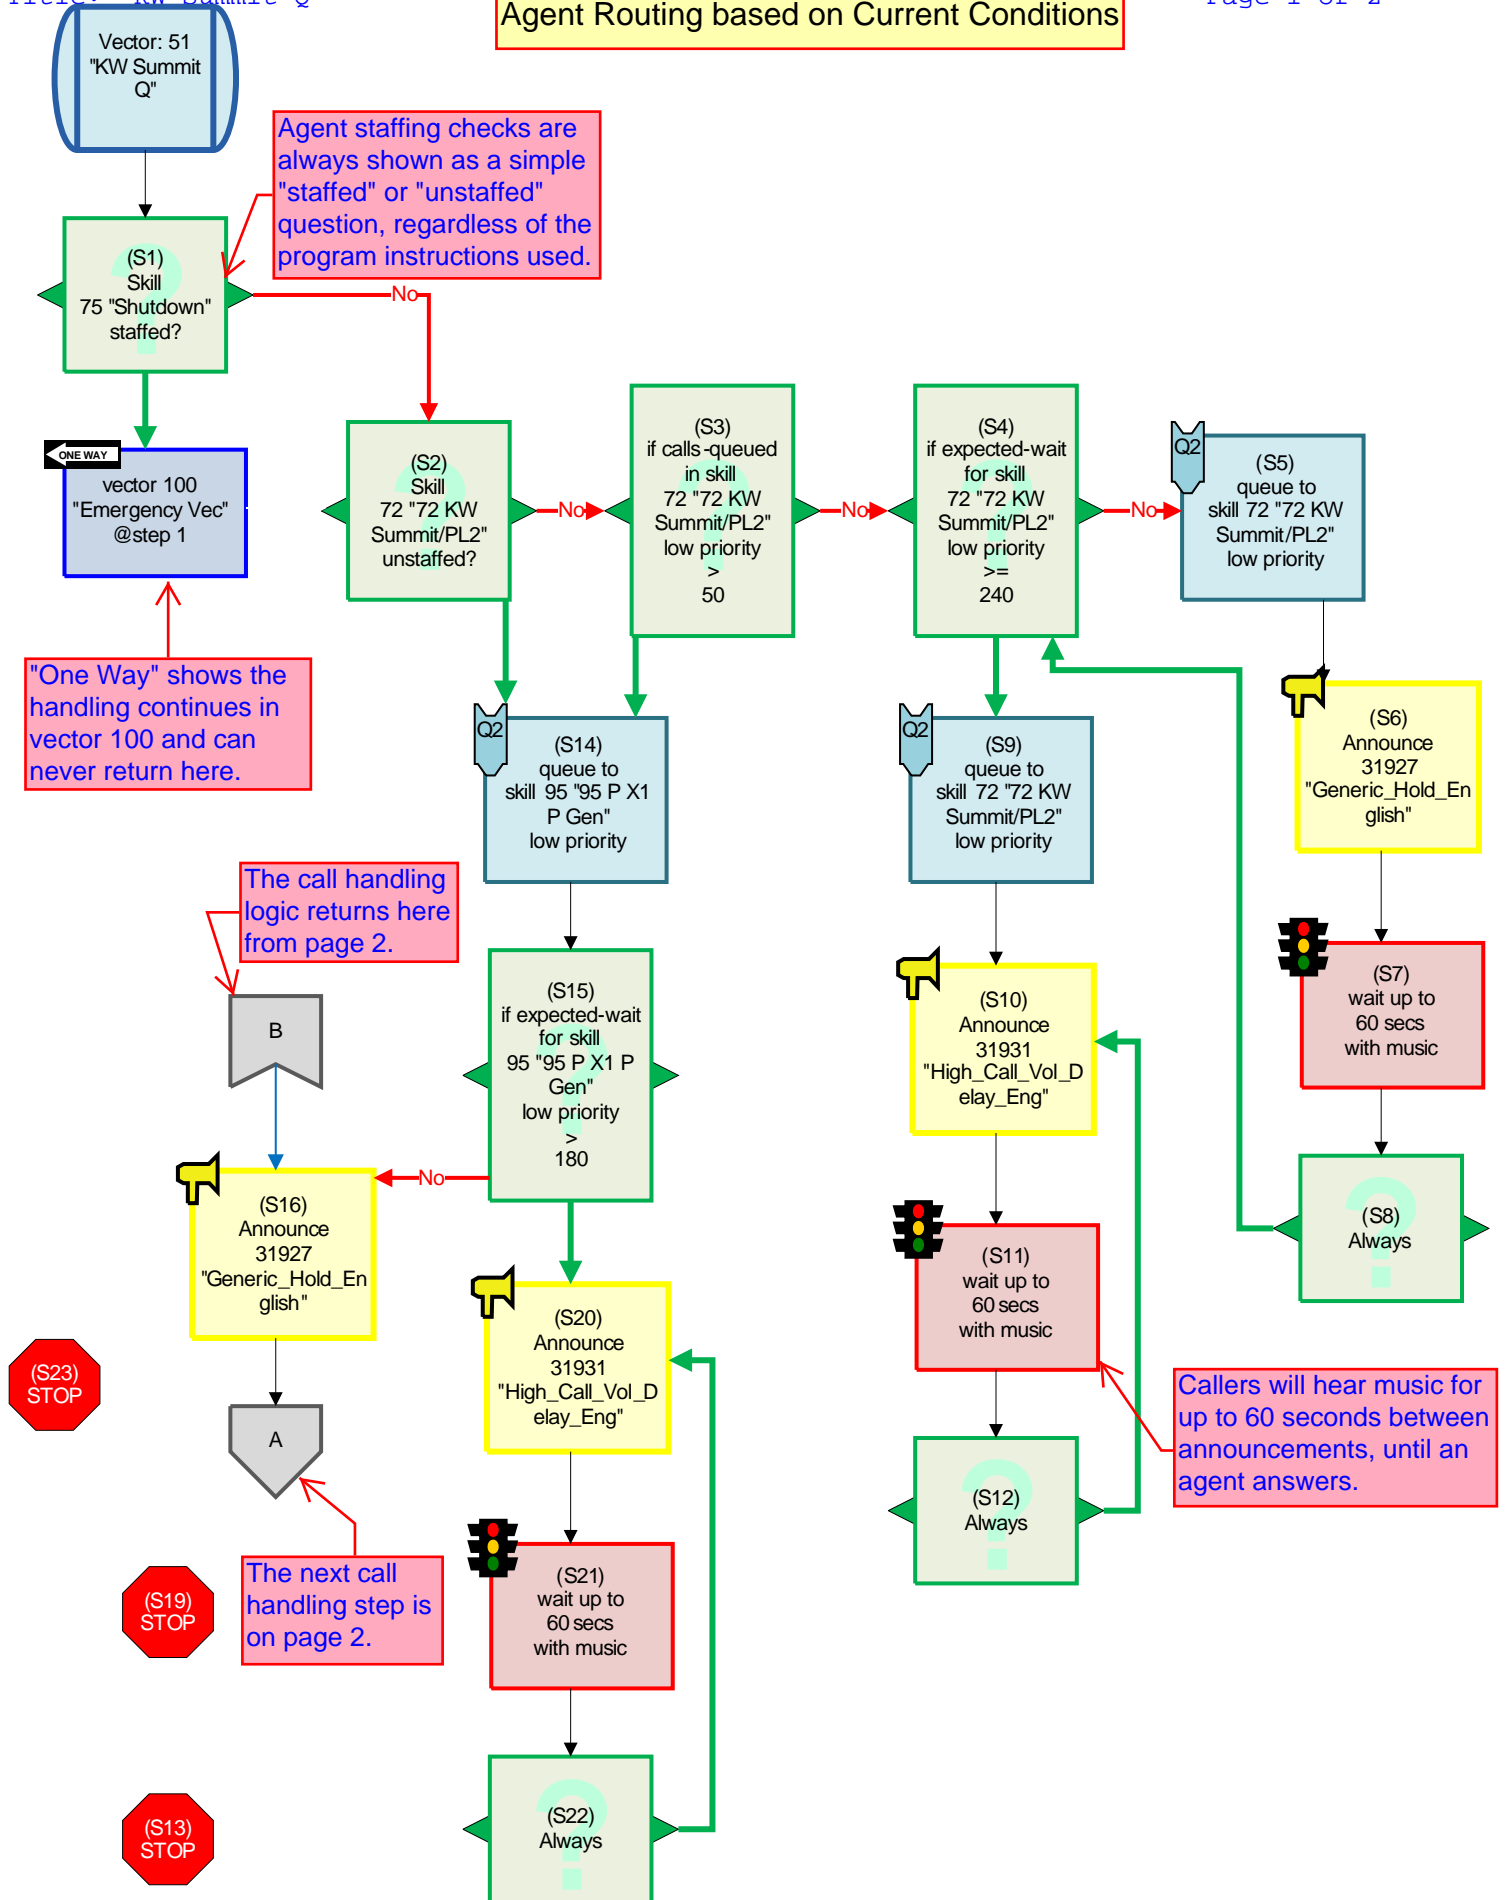 Title: "KW Summit Q"
Agent Routing based on Current Conditions
Page 1 of 2
Vector: 51
"KW Summit
Q"
Agent staffing checks are
always shown as a simple
"staffed" or "unstaffed"
question, regardless of the
program instructions used.
(S1)
Skill
75 "Shutdown"
staffed?
No
ONE WAY
vector 100
"Emergency Vec"
@step 1
(S2)
Skill
72 "72 KW
Summit/PL2"
unstaffed?
No
(S3)
if calls-queued
in skill
72 "72 KW
Summit/PL2"
low priority
>
50
No
(S4)
if expected-wait
for skill
72 "72 KW
Summit/PL2"
low priority
>=
240
No
Q2
(S5)
queue to
skill 72 "72 KW
Summit/PL2"
low priority
"One Way" shows the
handling continues in
vector 100 and can
never return here.
Q2
(S14)
queue to
skill 95 "95 P X1
P Gen"
low priority
Q2
(S9)
queue to
skill 72 "72 KW
Summit/PL2"
low priority
(S6)
Announce
31927
"Generic_Hold_En
glish"
The call handling
logic returns here
from page 2.
B
(S15)
if expected-wait
for skill
95 "95 P X1 P
Gen"
low priority
>
180
No
(S10)
Announce
31931
"High_Call_Vol_D
elay_Eng"
(S7)
wait up to
60 secs
with music
(S16)
Announce
31927
"Generic_Hold_En
glish"
(S11)
wait up to
60 secs
with music
(S8)
Always
(S20)
Announce
31931
"High_Call_Vol_D
elay_Eng"
(S23)
STOP
A
Callers will hear music for
up to 60 seconds between
announcements, until an
agent answers.
(S12)
Always
(S19)
STOP
The next call
handling step is
on page 2.
(S21)
wait up to
60 secs
with music
(S13)
STOP
(S22)
Always